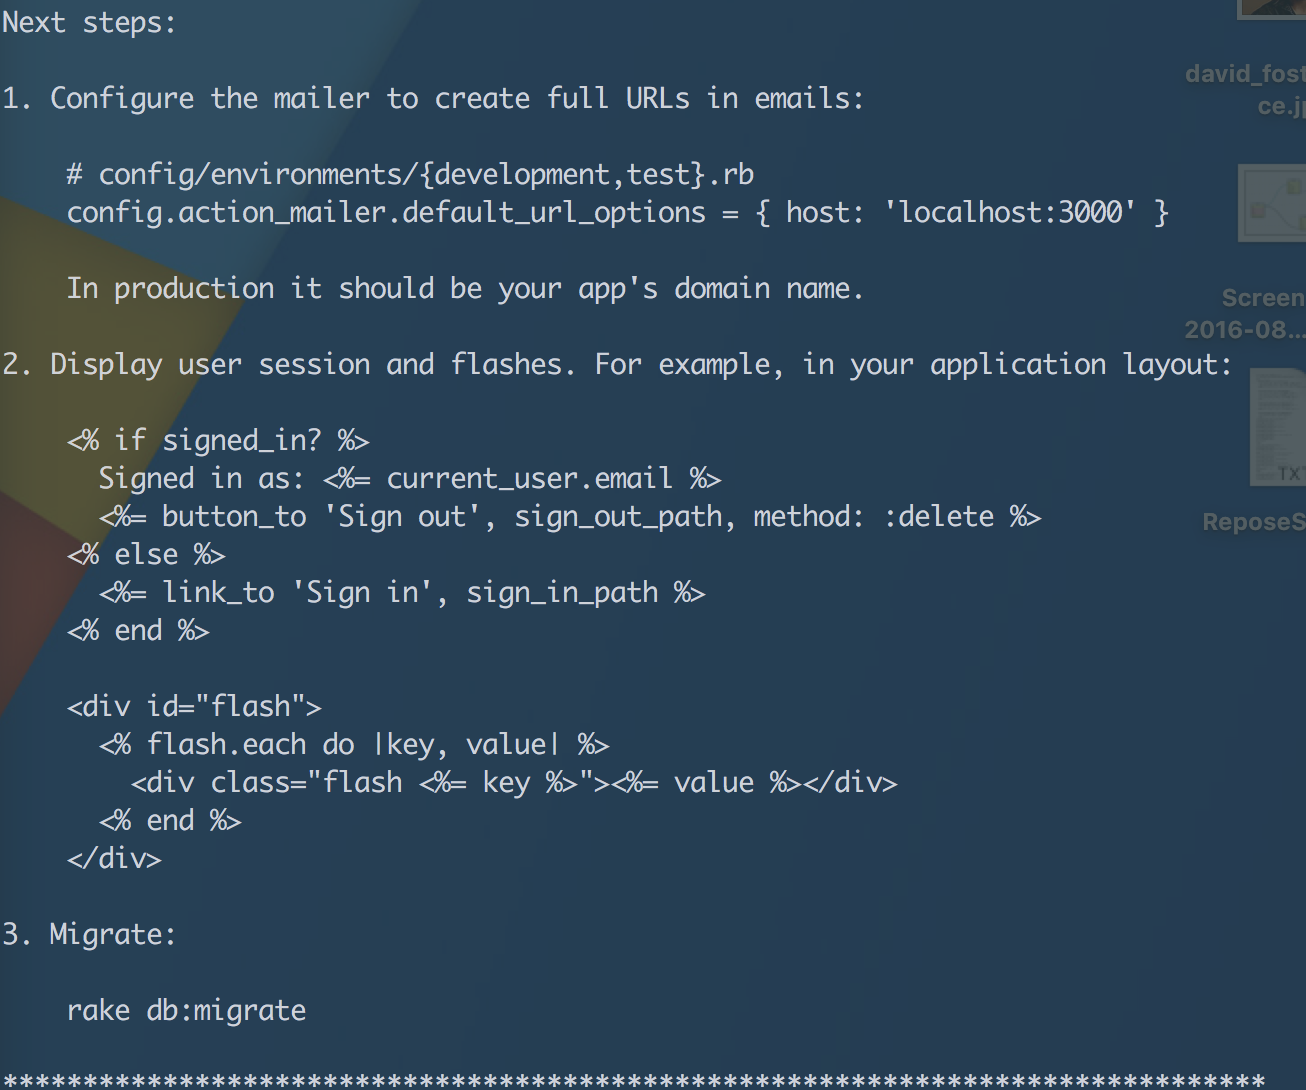 Next steps:
1. Configure the mailer to create full URLs in emails:
# config/environments/{development,test}.rb
config.action_mailer.default_url_options = { host: 'localhost:3000' }
In production it should be your app's domain name.
2. Display user session and flashes. For example, in your application layout:
<% if signed_in? %>
Signed in as: <%= current_user.email %>
<%= button_to 'Sign out', sign_out_path, method: :delete %>
<% else %>
<%= link_to 'Sign in', sign_in_path %>
<% end %>
<div id="flash">
<% flash.each do |key, value| %>
<div class="flash <%= key %>"><%= value %></div>
<% end %>
</div>
3. Migrate:
rake db:migrate
*******************************************************************************
david_fost
ce.j
Screen
2016-08...
TXT
ReposeS